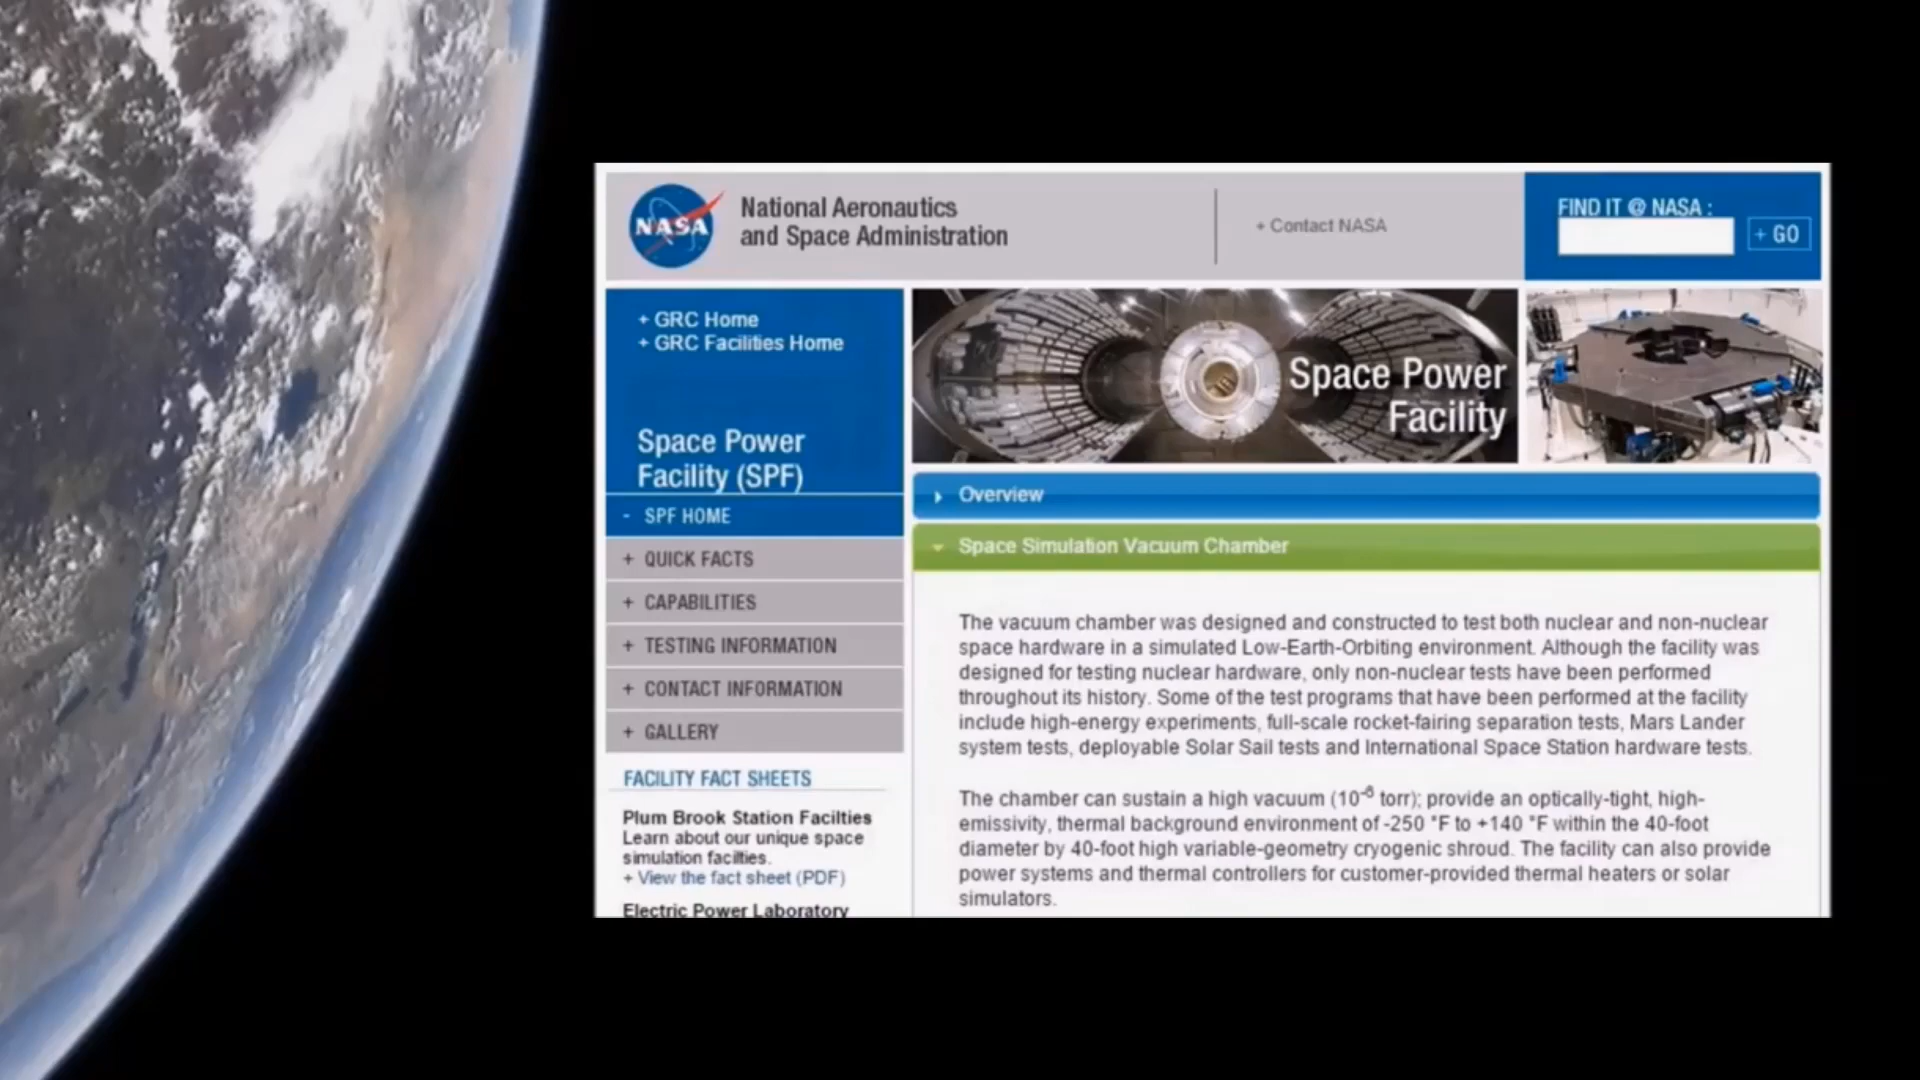 NASA
National Aeronautics
and Space Administration
+ Contact NASA
FIND IT @ NASA :
+ GO
+ GRC Home
+ GRC Facilities Home
Space Power
Facility (SPF)
- SPF HOME
+ QUICK FACTS
+ CAPABILITIES
+ TESTING INFORMATION
+ CONTACT INFORMATION
+ GALLERY
FACILITY FACT SHEETS
Plum Brook Station Facilties
Learn about our unique space
simulation facilties.
+ View the fact sheet (PDF)
Electric Power Laboratory
Space Power
Facility
Overview
Space Simulation Vacuum Chamber
The vacuum chamber was designed and constructed to test both nuclear and non-nuclear
space hardware in a simulated Low-Earth-Orbiting environment. Although the facility was
designed for testing nuclear hardware, only non-nuclear tests have been performed
throughout its history. Some of the test programs that have been performed at the facility
include high-energy experiments, full-scale rocket-fairing separation tests, Mars Lander
system tests, deployable Solar Sail tests and International Space Station hardware tests.
The chamber can sustain a high vacuum (10⁻⁶ torr); provide an optically-tight, high-
emissivity, thermal background environment of -250 °F to +140 °F within the 40-foot
diameter by 40-foot high variable-geometry cryogenic shroud. The facility can also provide
power systems and thermal controllers for customer-provided thermal heaters or solar
simulators.